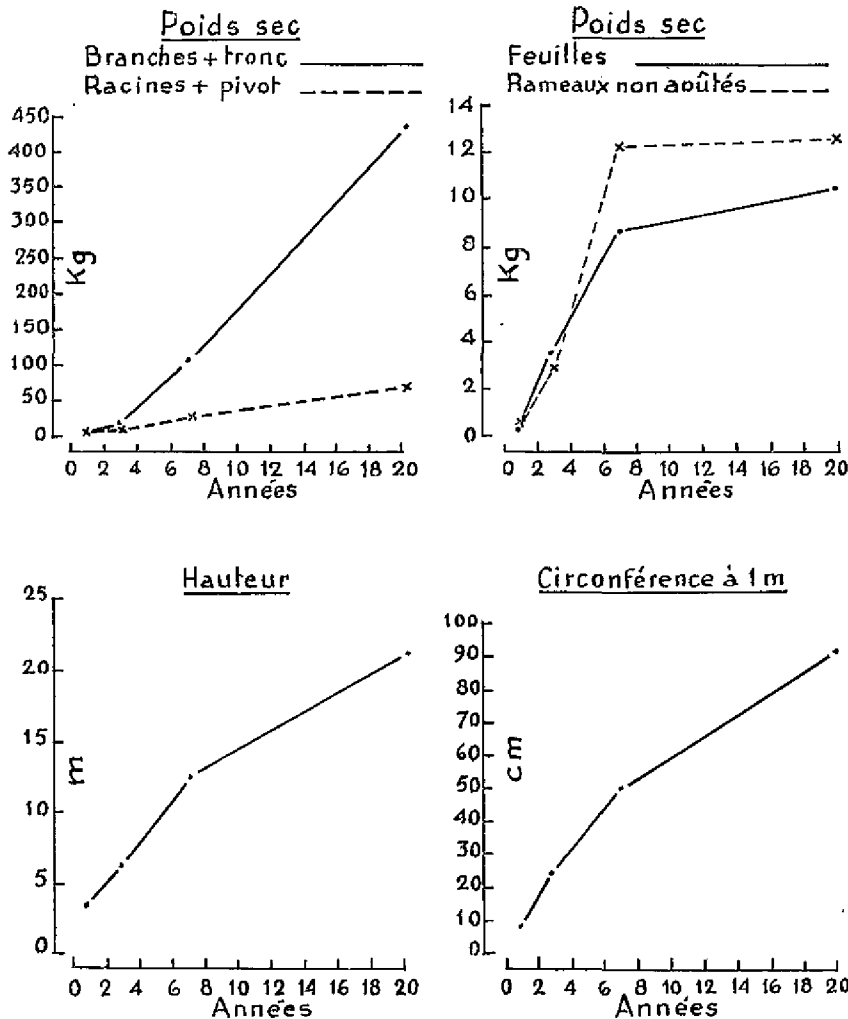 Poids sec
Branches + tronc
Racines + pivot
450
400
350
300
250
200
150
100
50
0
Kg
0 2 4 6 8 10 12 14 16 18 20
Années
Poids sec
Feuilles
Rameaux non aoûtés
14
12
10
8
6
4
2
0
Kg
0 2 4 6 8 10 12 14 16 18 20
Années
Hauteur
25
20
15
10
5
0
m
0 2 4 6 8 10 12 14 16 18 20
Années
Circonférence à 1 m
100
90
80
70
60
50
40
30
20
10
0
cm
0 2 4 6 8 10 12 14 16 18 20
Années